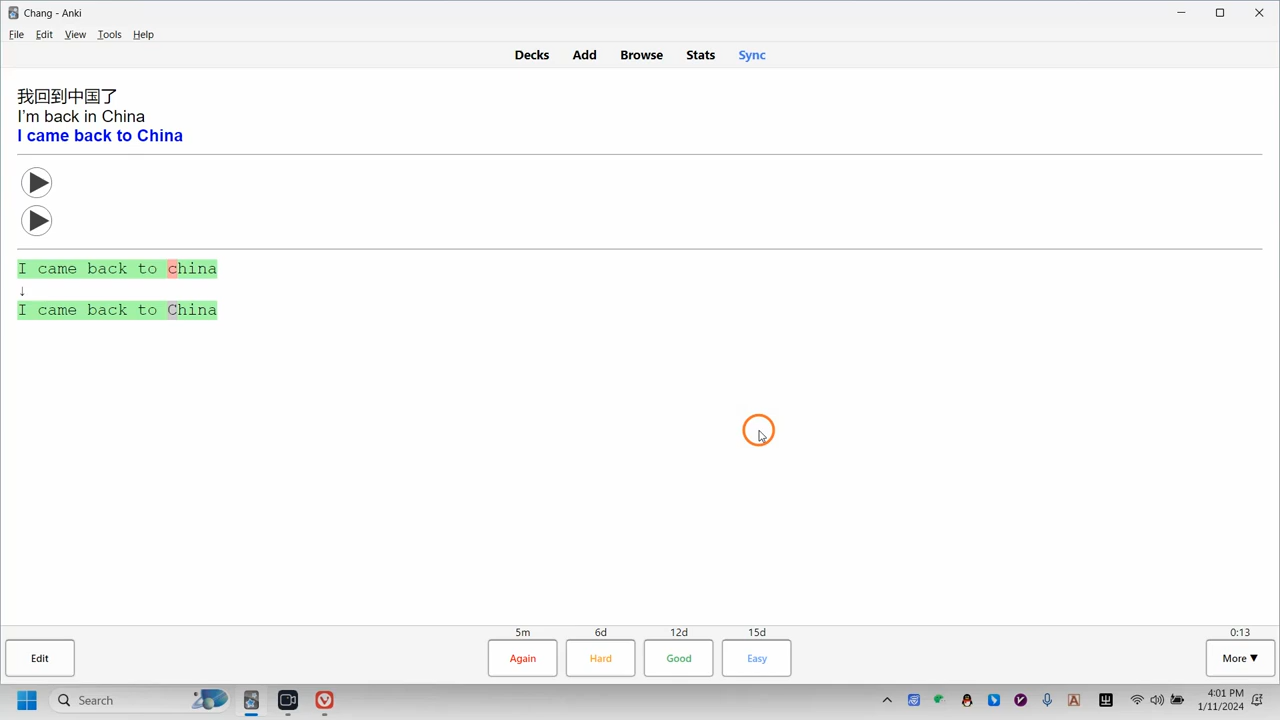 Chang - Anki
File Edit View Tools Help
Decks Add Browse Stats Sync
我回到中国了
I'm back in China
I came back to China
I came back to china
↓
I came back to China
5m 6d 12d 15d 0:13
Edit Again Hard Good Easy More ▼
Search
4:01 PM
1/11/2024